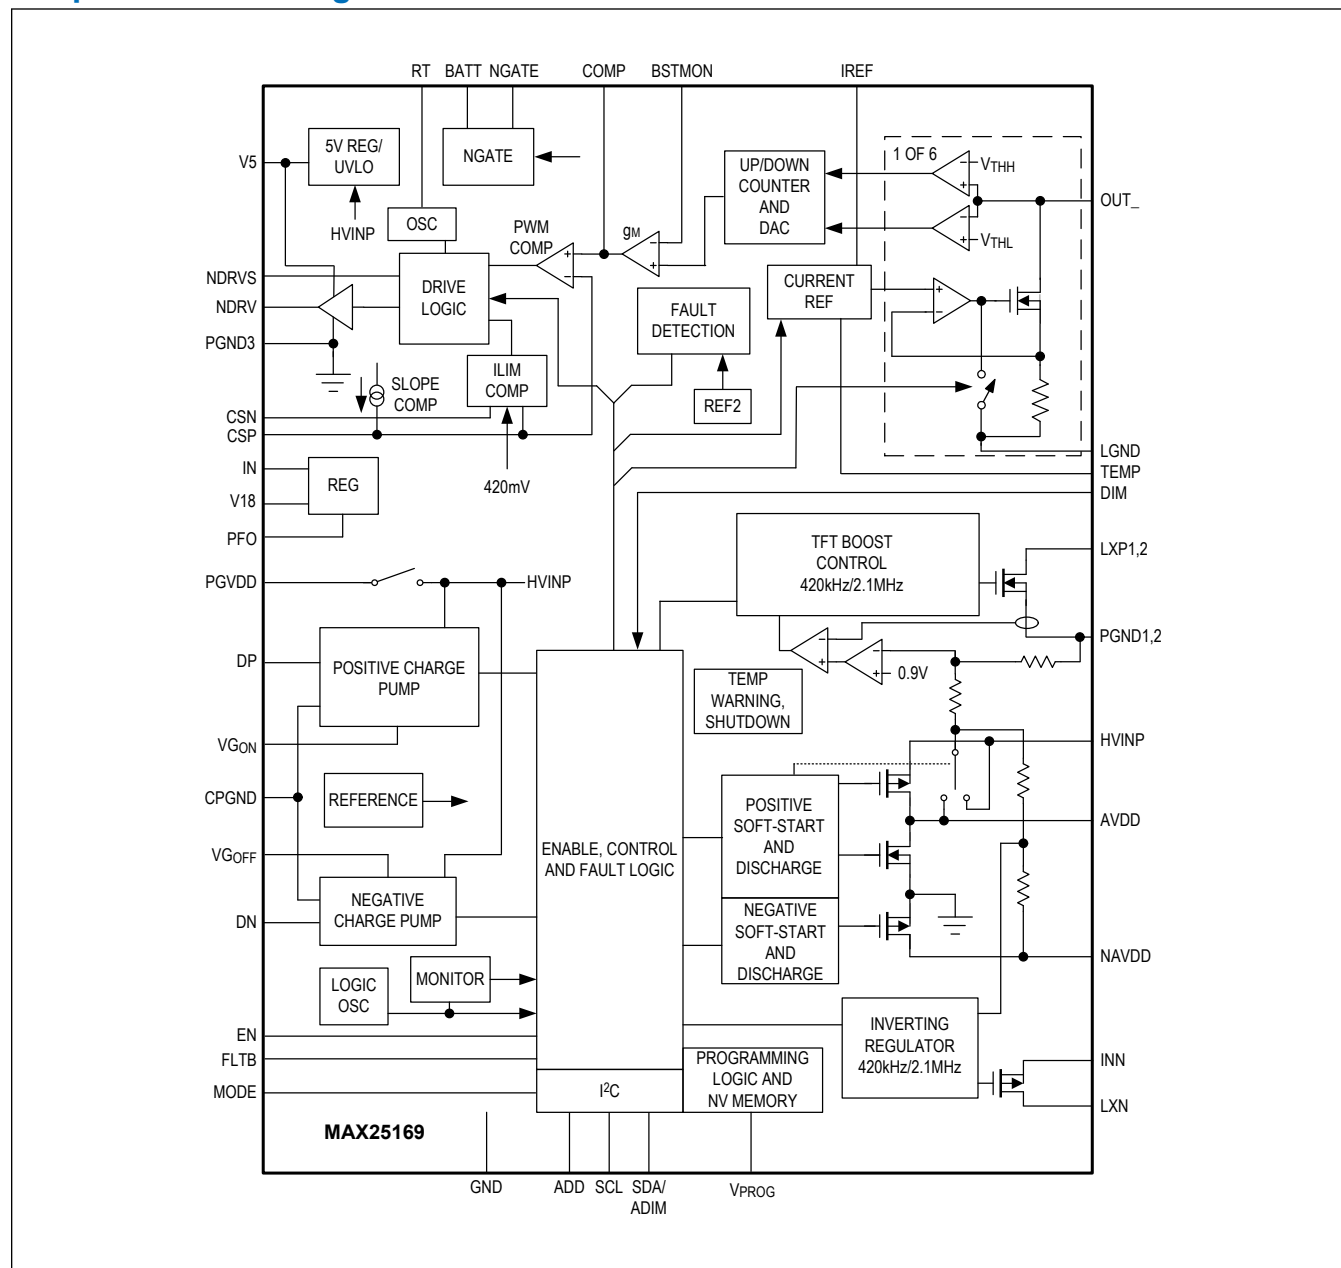 RT BATT NGATE COMP BSTMON IREF
V5
5V REG/
UVLO
HVINP
NGATE
OSC
PWM
COMP
gM
UP/DOWN
COUNTER
AND
DAC
1 OF 6
VTHH
VTHL
OUT_
NDRVS
NDRV
PGND3
DRIVE
LOGIC
CURRENT
REF
FAULT
DETECTION
REF2
SLOPE
COMP
ILIM
COMP
420mV
CSN
CSP
IN
V18
PFO
REG
LGND
TEMP
DIM
PGVDD
HVINP
TFT BOOST
CONTROL
420kHz/2.1MHz
LXP1,2
PGND1,2
0.9V
DP
POSITIVE CHARGE
PUMP
VGON
CPGND
REFERENCE
TEMP
WARNING,
SHUTDOWN
HVINP
AVDD
ENABLE, CONTROL
AND FAULT LOGIC
POSITIVE
SOFT-START
AND
DISCHARGE
VGOFF
DN
NEGATIVE
CHARGE PUMP
NEGATIVE
SOFT-START
AND
DISCHARGE
NAVDD
LOGIC
OSC
MONITOR
EN
FLTB
MODE
INVERTING
REGULATOR
420kHz/2.1MHz
INN
LXN
I2C
PROGRAMMING
LOGIC AND
NV MEMORY
MAX25169
GND ADD SCL SDA/
ADIM
VPROG